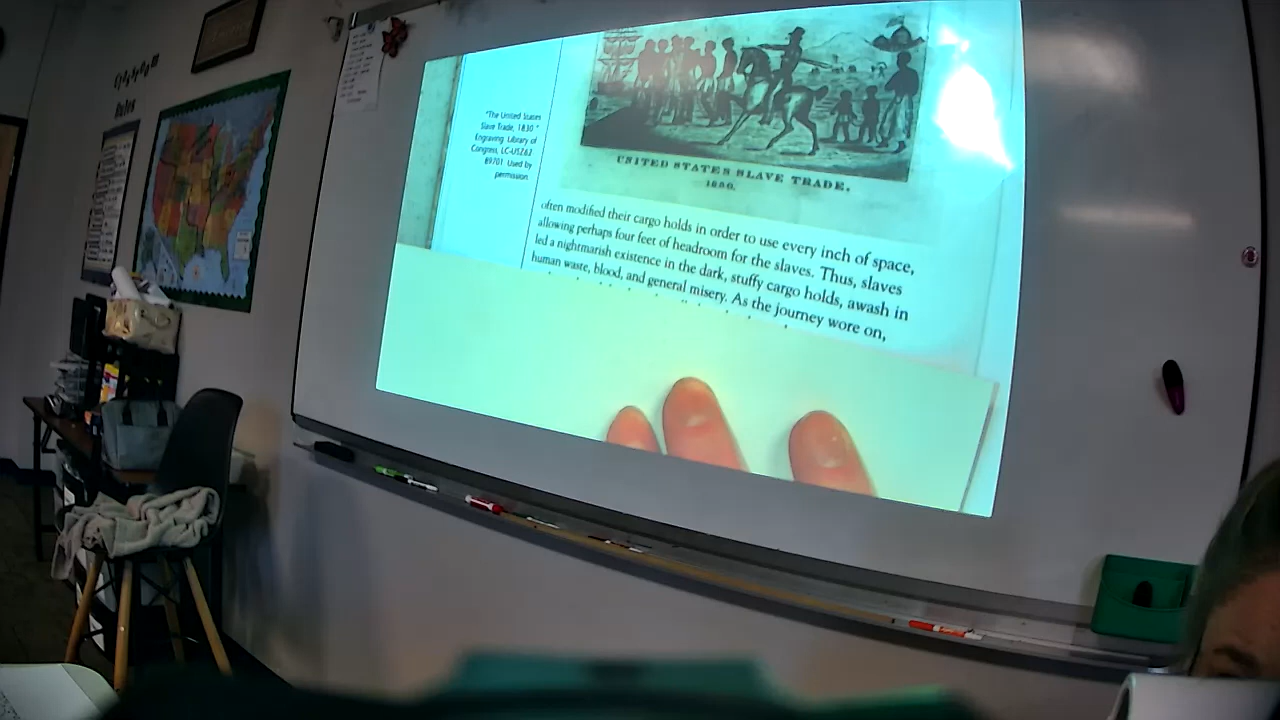 "The United States
Slave Trade, 1830."
Engraving. Library of
Congress, LC-USZ62
89701. Used by
permission
UNITED STATES SLAVE TRADE.
1830.
often modified their cargo holds in order to use every inch of space,
allowing perhaps four feet of headroom for the slaves. Thus, slaves
led a nightmarish existence in the dark, stuffy cargo holds, awash in
human waste, blood, and general misery. As the journey wore on,
Rules